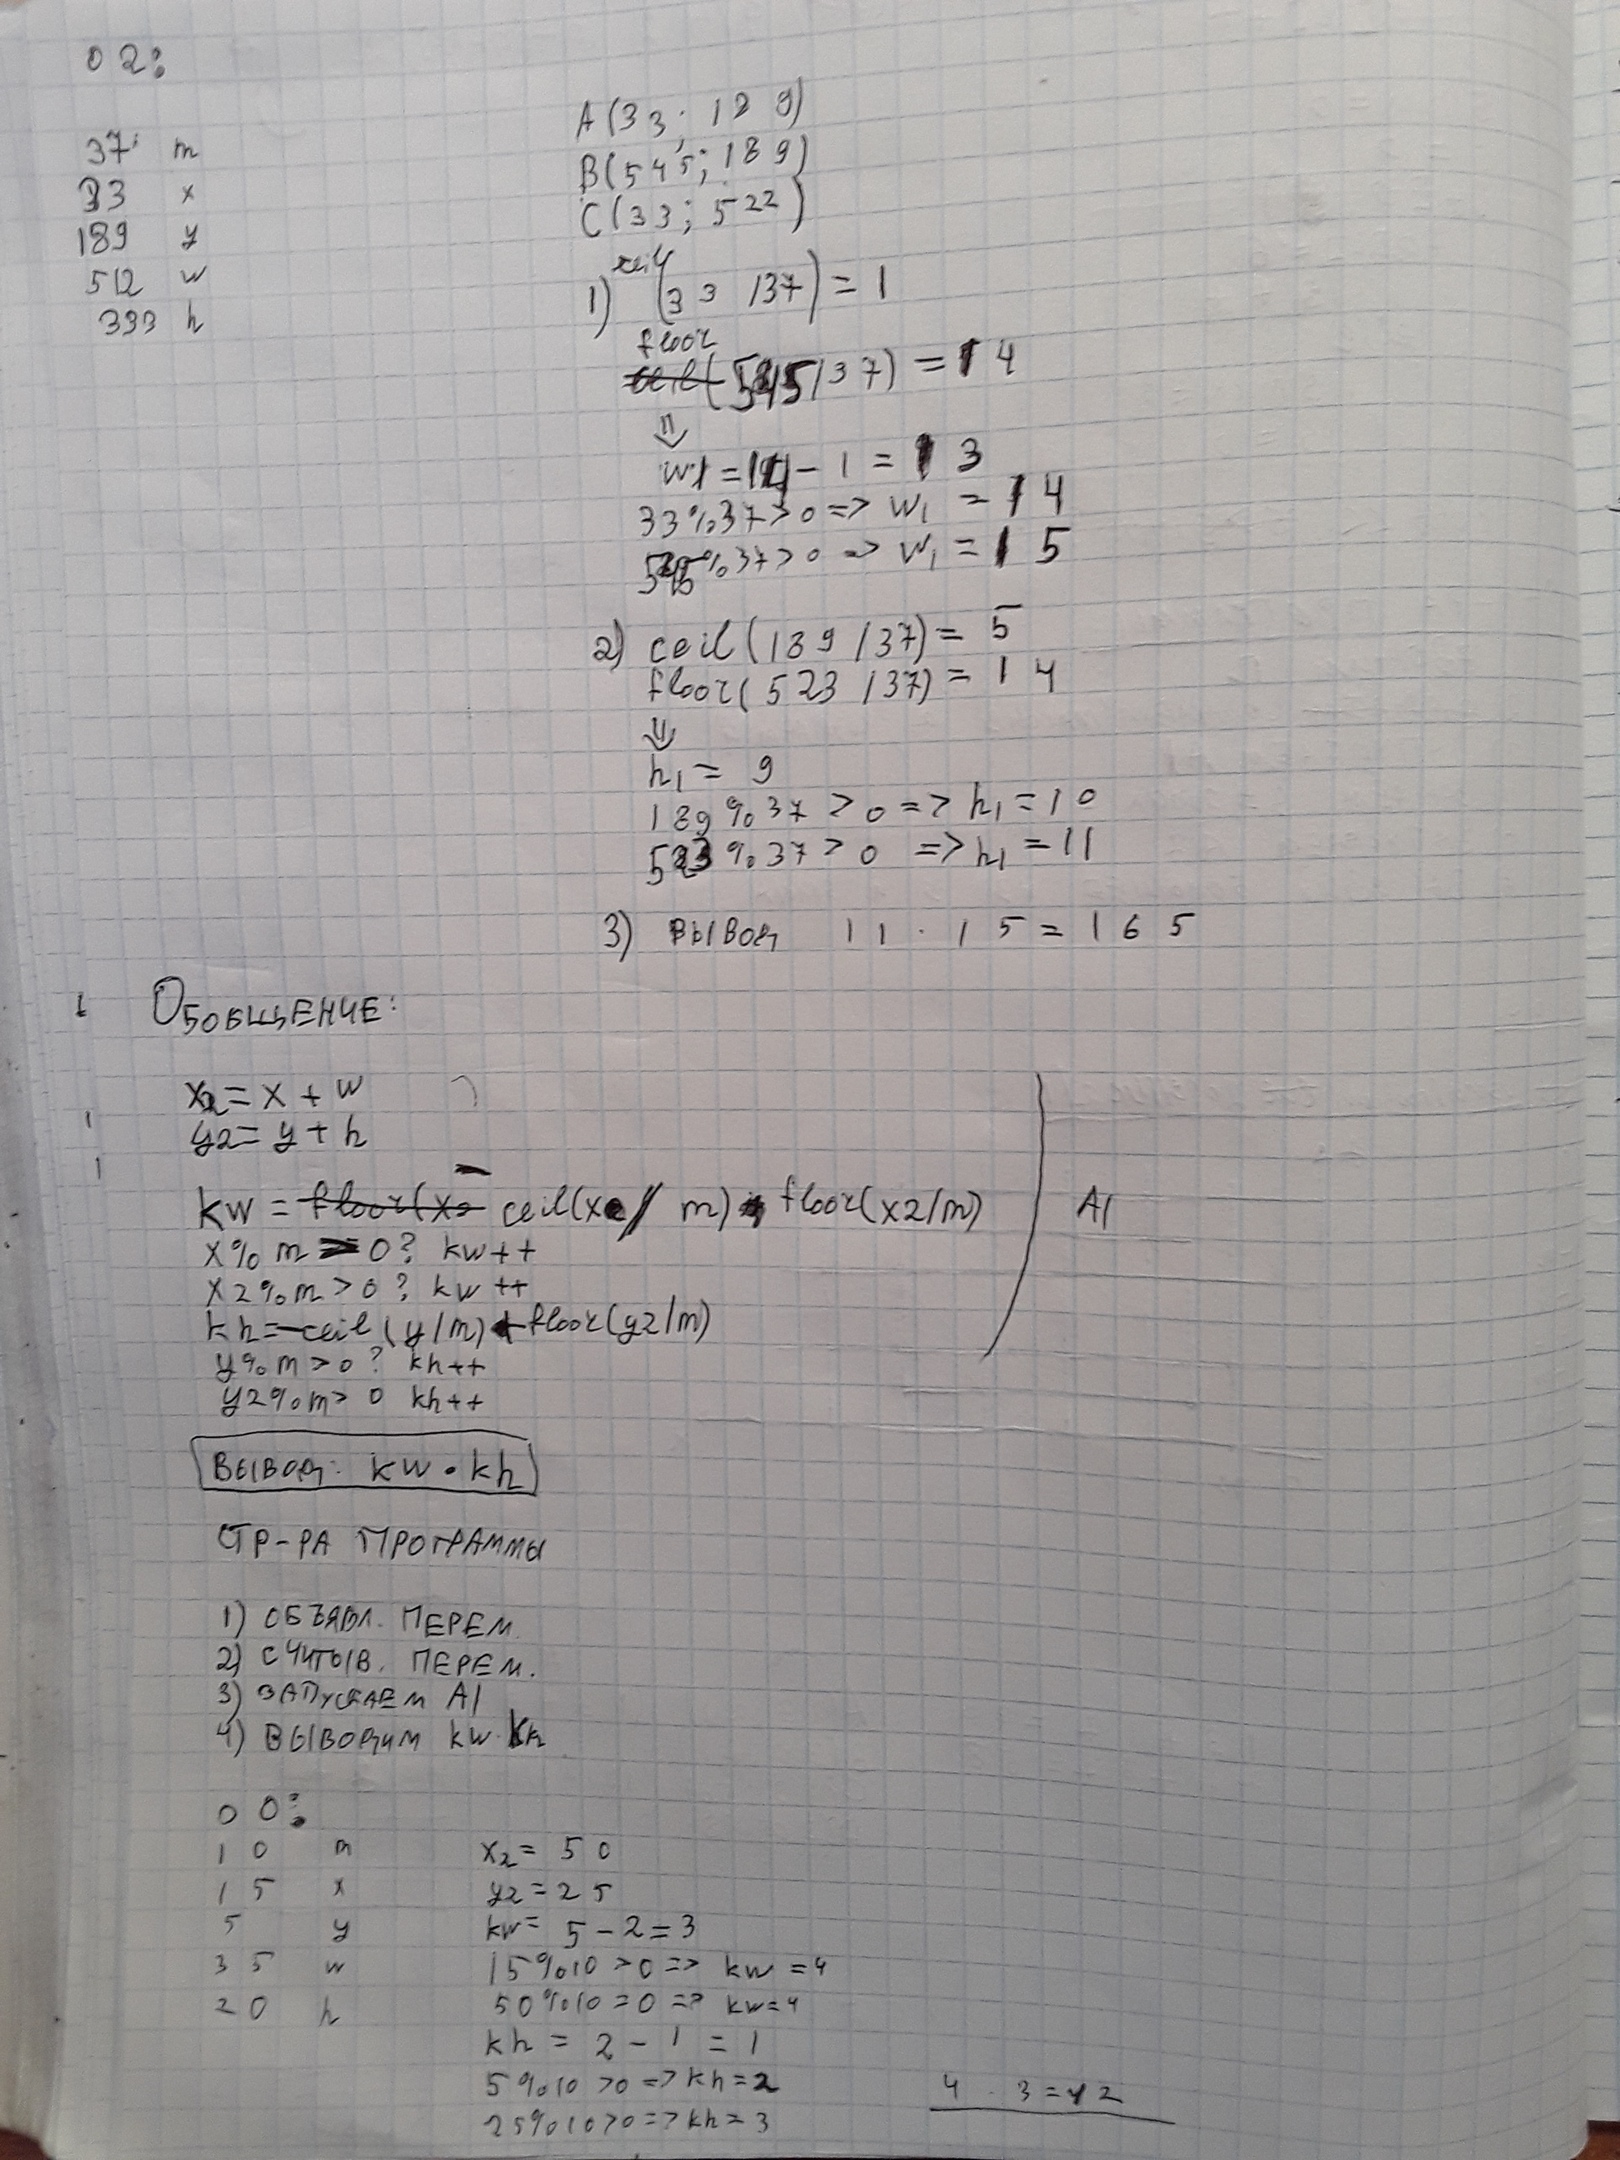 02:
37 m
33 x
189 y
512 w
333 h
A(33; 189)
B(545; 189)
C(33; 522)
1) ceil(33/37) = 1
floor
ceil(545/37) = 14
⇓
w1 = 14 - 1 = 13
33%37>0 => w1 = 14
545%37>0 => w1 = 15
2) ceil(189/37) = 5
floor(523/37) = 14
⇓
h1 = 9
189%37 > 0 => h1 = 10
523%37 > 0 => h1 = 11
3) ВЫВОД 11 · 15 = 165
ОБОБЩЕНИЕ:
x2 = x + w
y2 = y + h
kw = floor(x2 ceil(x/m) + floor(x2/m)
x%m > 0? kw++
x2%m > 0? kw++
kh = -ceil(y/m) + floor(y2/m)
y%m > 0? kh++
y2%m > 0 kh++
A1
ВЫВОД: kw · kh
СТР-РА ПРОГРАММЫ
1) ОБЪЯВЛ. ПЕРЕМ.
2) СЧИТЫВ. ПЕРЕМ.
3) ЗАПУСКАЕМ A1
4) ВЫВОДИМ kw·kh
00:
10 m
15 x
5 y
35 w
20 h
x2 = 50
y2 = 25
kw = 5 - 2 = 3
15%10 > 0 => kw = 4
50%10 = 0 => kw = 4
kh = 2 - 1 = 1
5%10 > 0 => kh = 2
25%10 > 0 => kh = 3
4 · 3 = 12